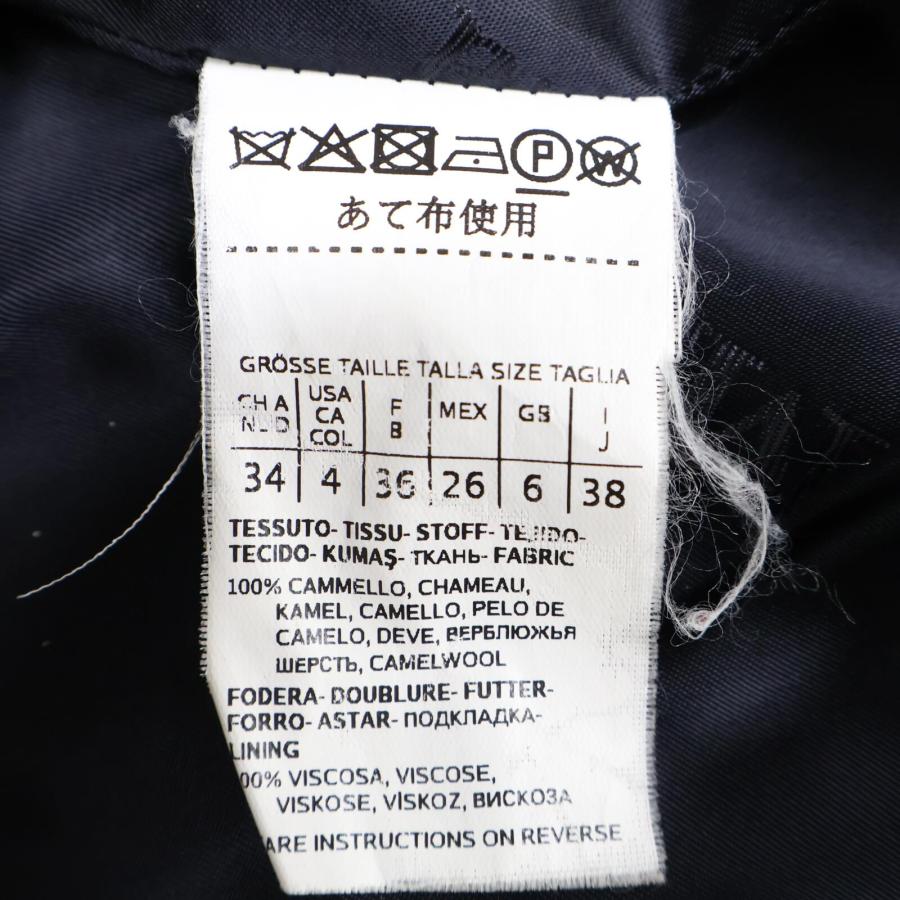 P W
あて布使用
GRÖSSE TAILLE TALLA SIZE TAGLIA
CH A
N D
USA
CA
COL
F
B
MEX
GB
I
J
34 4 36 26 6 38
TESSUTO- TISSU- STOFF- TEJIDO-
TECIDO- KUMAŞ- ТКАНЬ- FABRIC
100% CAMMELLO, CHAMEAU,
KAMEL, CAMELLO, PELO DE
CAMELO, DEVE, ВЕРБЛЮЖЬЯ
ШЕРСТЬ, CAMELWOOL
FODERA- DOUBLURE- FUTTER-
FORRO- ASTAR- ПОДКЛАДКА-
LINING
100% VISCOSA, VISCOSE,
VISKOSE, VİSKOZ, ВИСКОЗА
CARE INSTRUCTIONS ON REVERSE